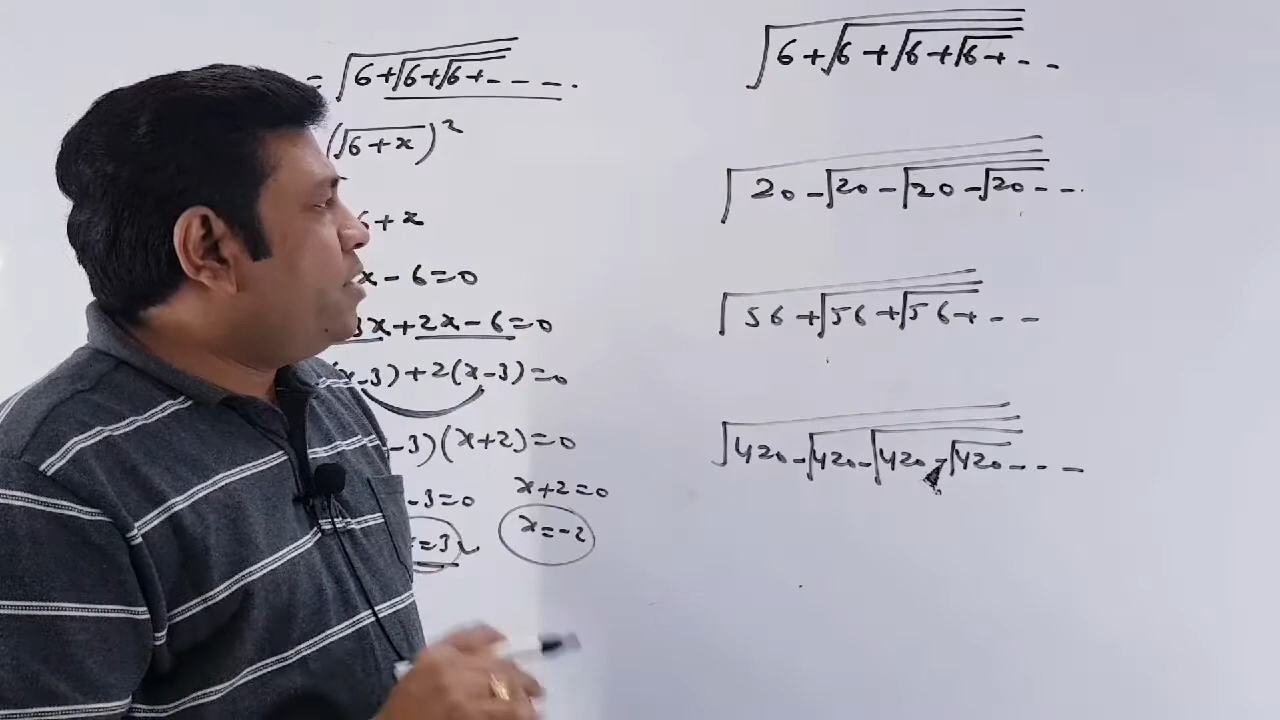 = √6+√6+√6+- - - .
(√6+x)²
6+x
x-6=0
3x+2x-6=0
(x-3)+2(x-3)=0
-3)(x+2)=0
-3=0 x+2=0
=3 x=-2
√6+√6+√6+√6+- - -
√20-√20-√20-√20- - -.
√56+√56+√56+- - -
√420-√420-√420-√420- - - -